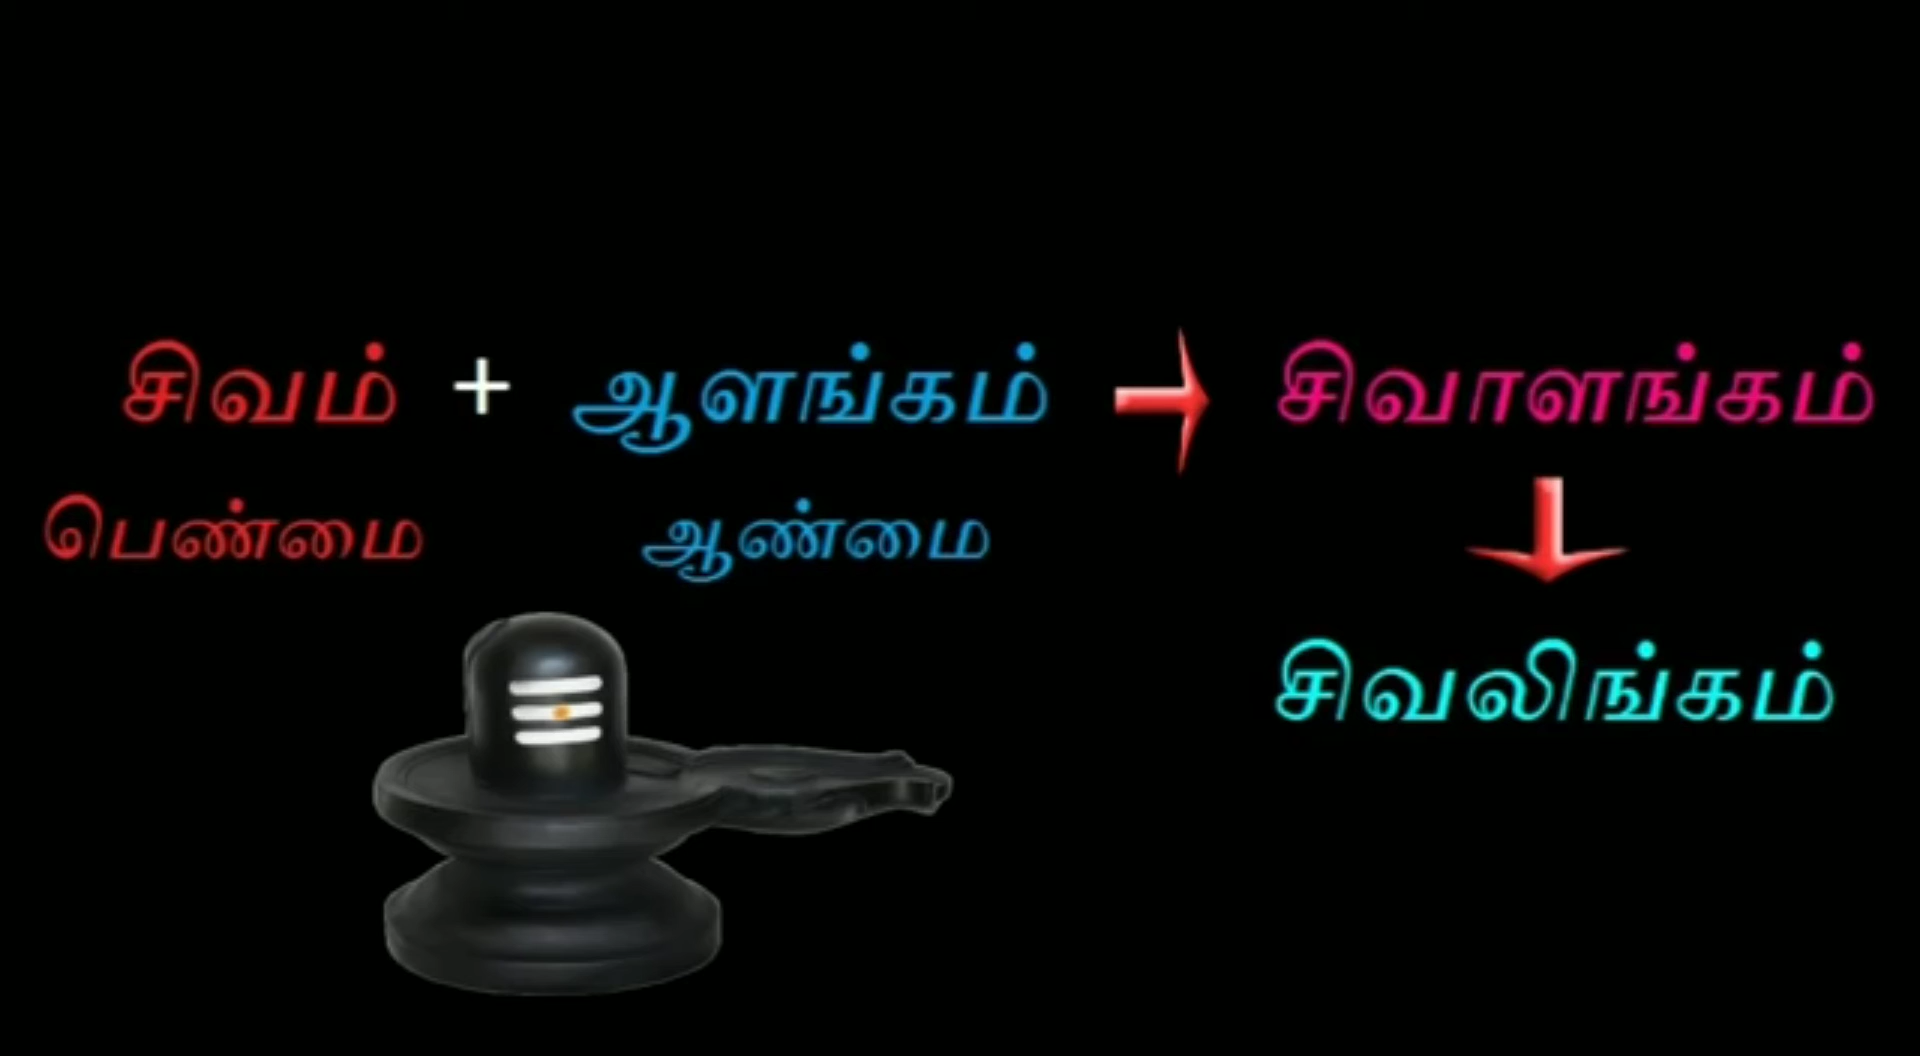 சிவம் + ஆளங்கம் → சிவாளங்கம்
பெண்மை ஆண்மை
சிவலிங்கம்